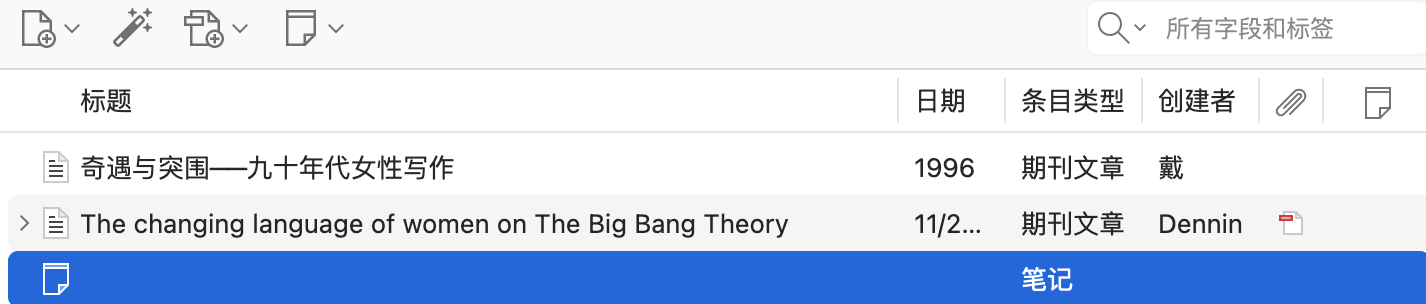 所有字段和标签
标题 日期 条目类型 创建者
奇遇与突围——九十年代女性写作 1996 期刊文章 戴
The changing language of women on The Big Bang Theory 11/2... 期刊文章 Dennin
笔记